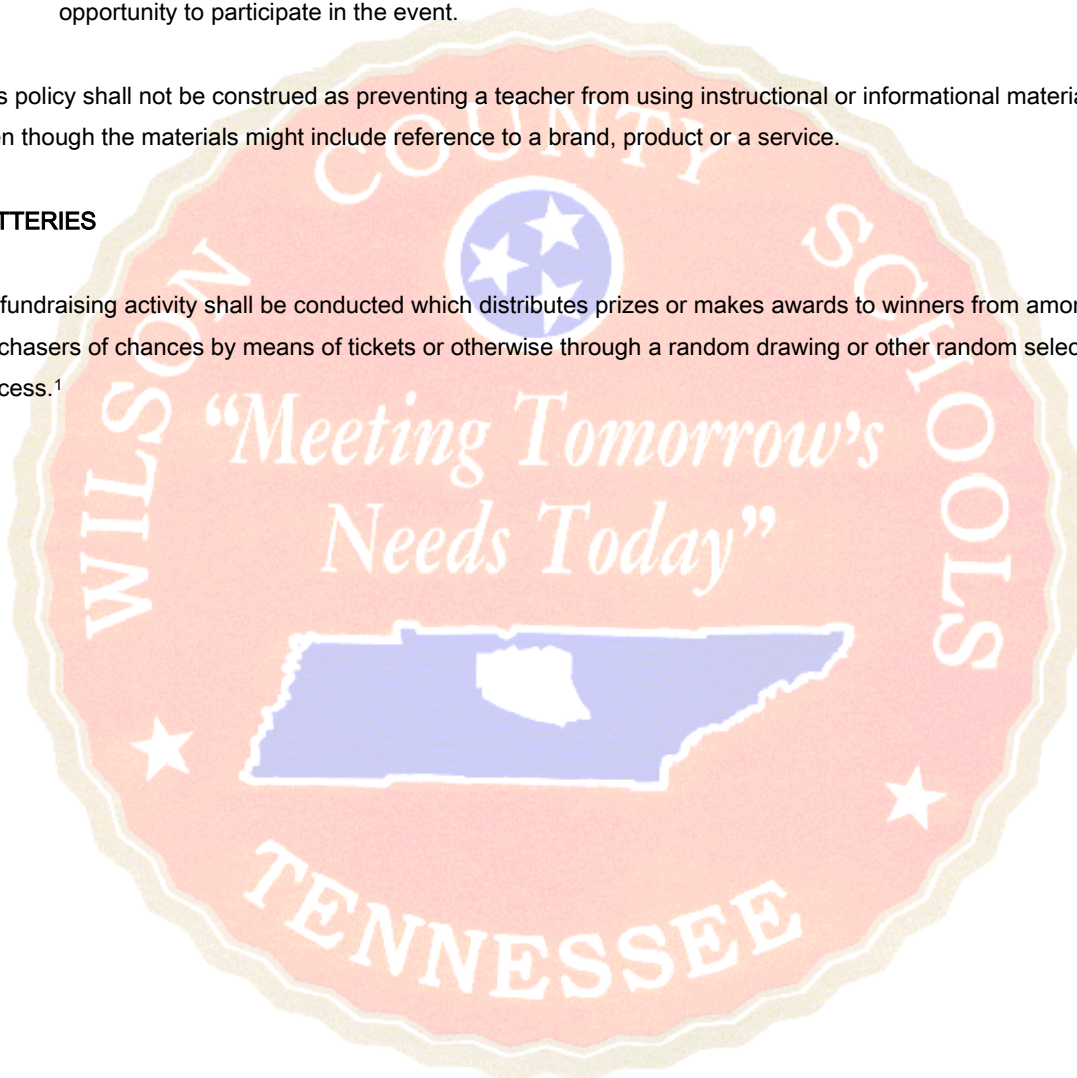 opportunity to participate in the event.
s policy shall not be construed as preventing a teacher from using instructional or informational materia
en though the materials might include reference to a brand, product or a service.
TTERIES
fundraising activity shall be conducted which distributes prizes or makes awards to winners from amon
chasers of chances by means of tickets or otherwise through a random drawing or other random selec
cess.¹
WILSON COUNTY SCHOOLS
“Meeting Tomorrow's
Needs Today”
TENNESSEE